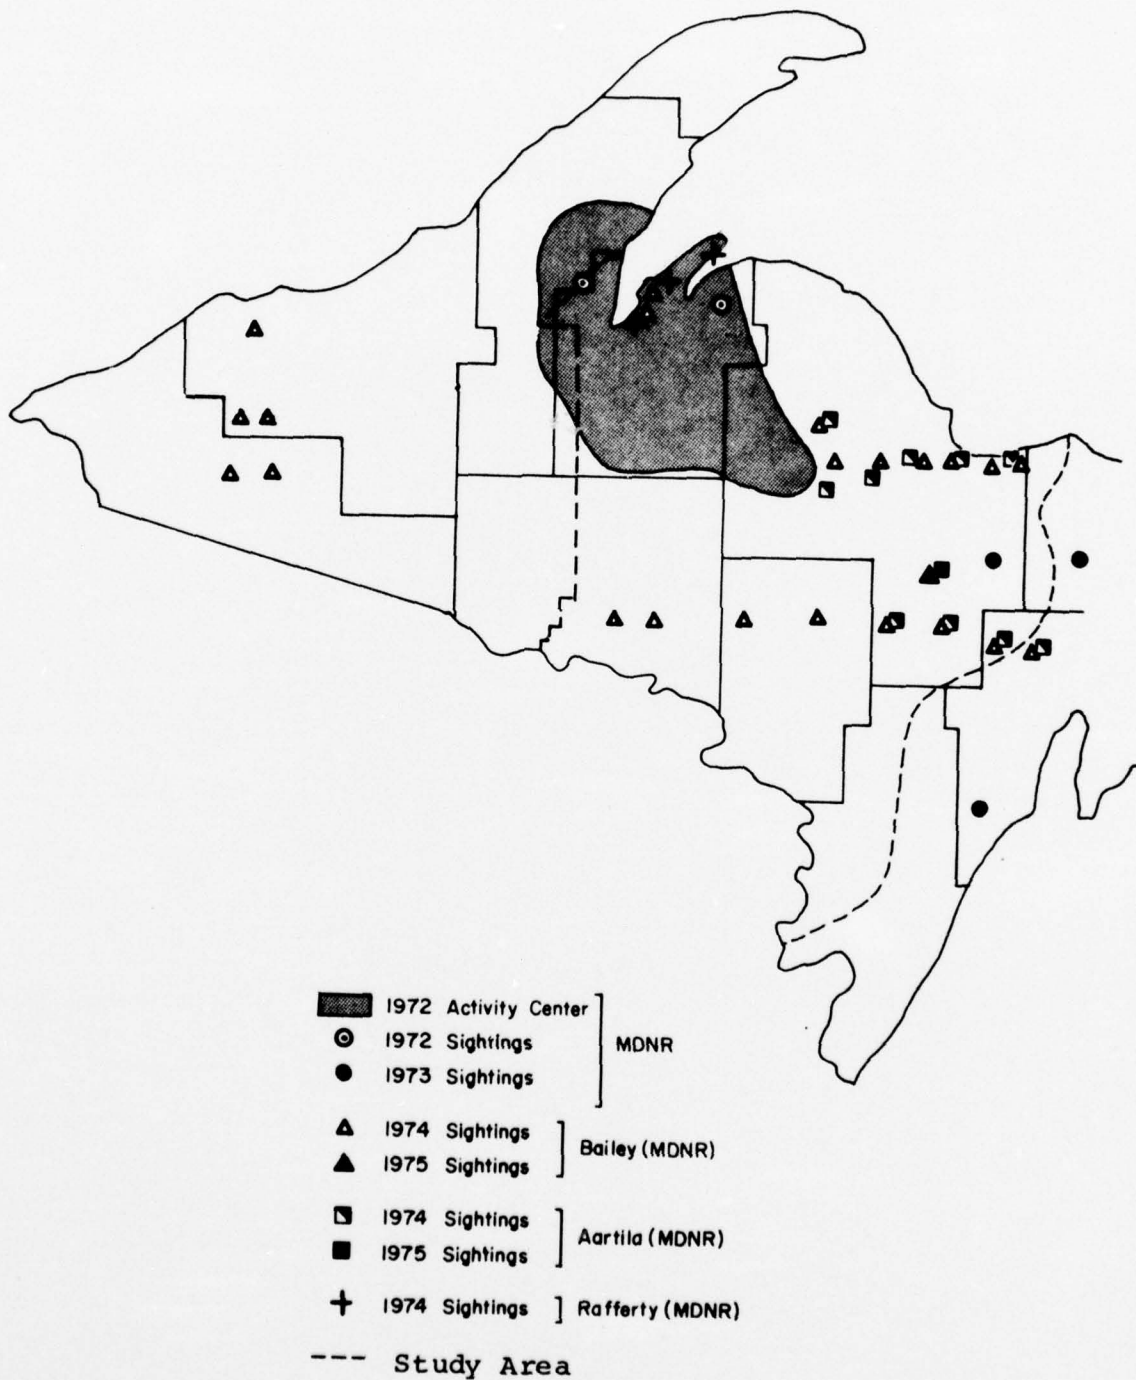 1972 Activity Center
1972 Sightings
MDNR
1973 Sightings
1974 Sightings
Bailey (MDNR)
1975 Sightings
1974 Sightings
Aartila (MDNR)
1975 Sightings
1974 Sightings
Rafferty (MDNR)
Study Area